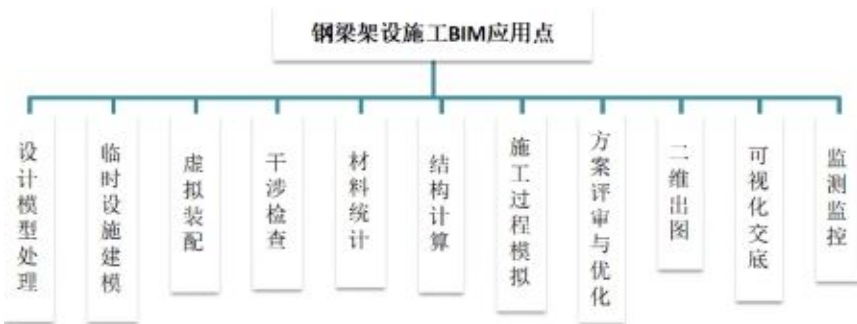 钢梁架设施工BIM应用点
设计模型处理
临时设施建模
虚拟装配
干涉检查
材料统计
结构计算
施工过程模拟
方案评审与优化
二维出图
可视化交底
监测监控